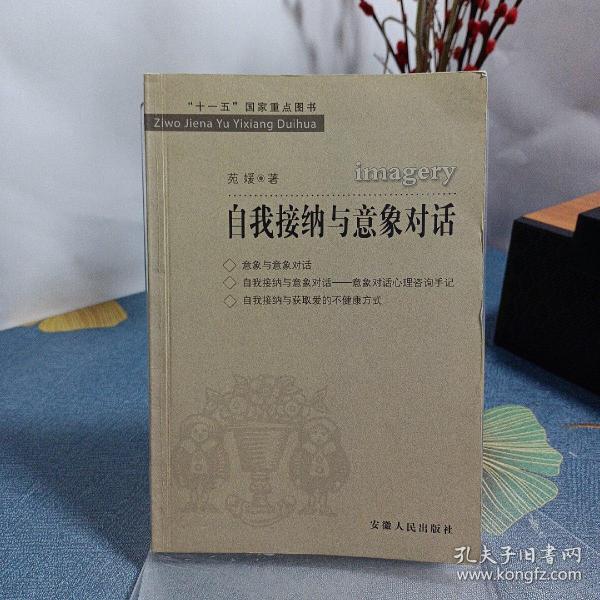 “十一五”国家重点图书
Ziwo Jiena Yu Yixiang Duihua
苑 媛 著
imagery
自我接纳与意象对话
意象与意象对话
自我接纳与意象对话——意象对话心理咨询手记
自我接纳与获取爱的不健康方式
安徽人民出版社
孔夫子旧书网
www.kongfz.com